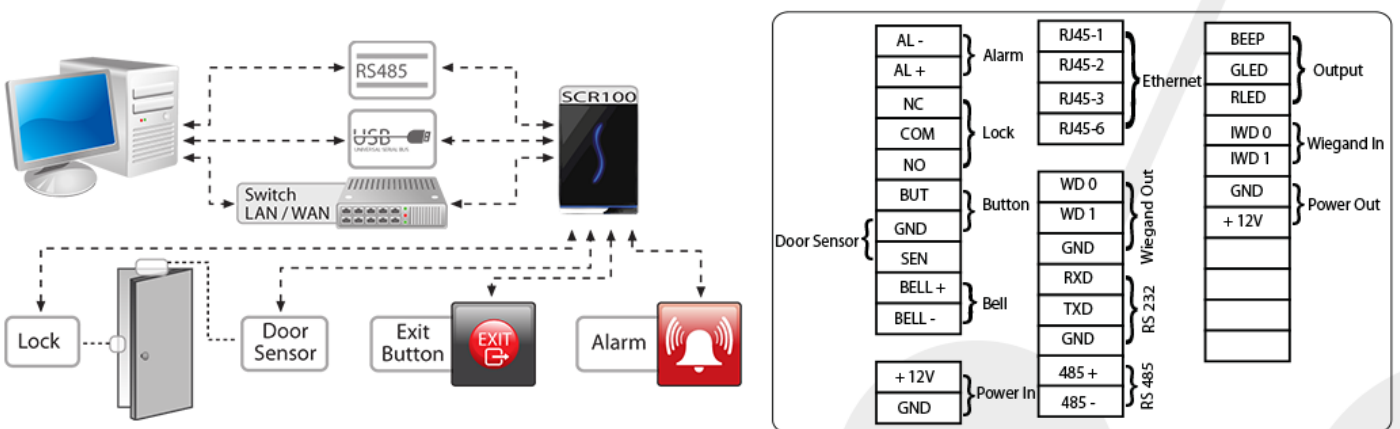 RS485
USB
UNIVERSAL SERIAL BUS
Switch
LAN / WAN
SCR100
Lock
Door
Sensor
Exit
Button
EXIT
Alarm
AL -
AL +
Alarm
NC
COM
NO
Lock
BUT
GND
Button
SEN
Door Sensor
BELL +
BELL -
Bell
+ 12V
GND
Power In
RJ45-1
RJ45-2
RJ45-3
RJ45-6
Ethernet
WD 0
WD 1
GND
Wiegand Out
RXD
TXD
GND
RS 232
485 +
485 -
RS 485
BEEP
GLED
RLED
Output
IWD 0
IWD 1
Wiegand In
GND
+ 12V
Power Out